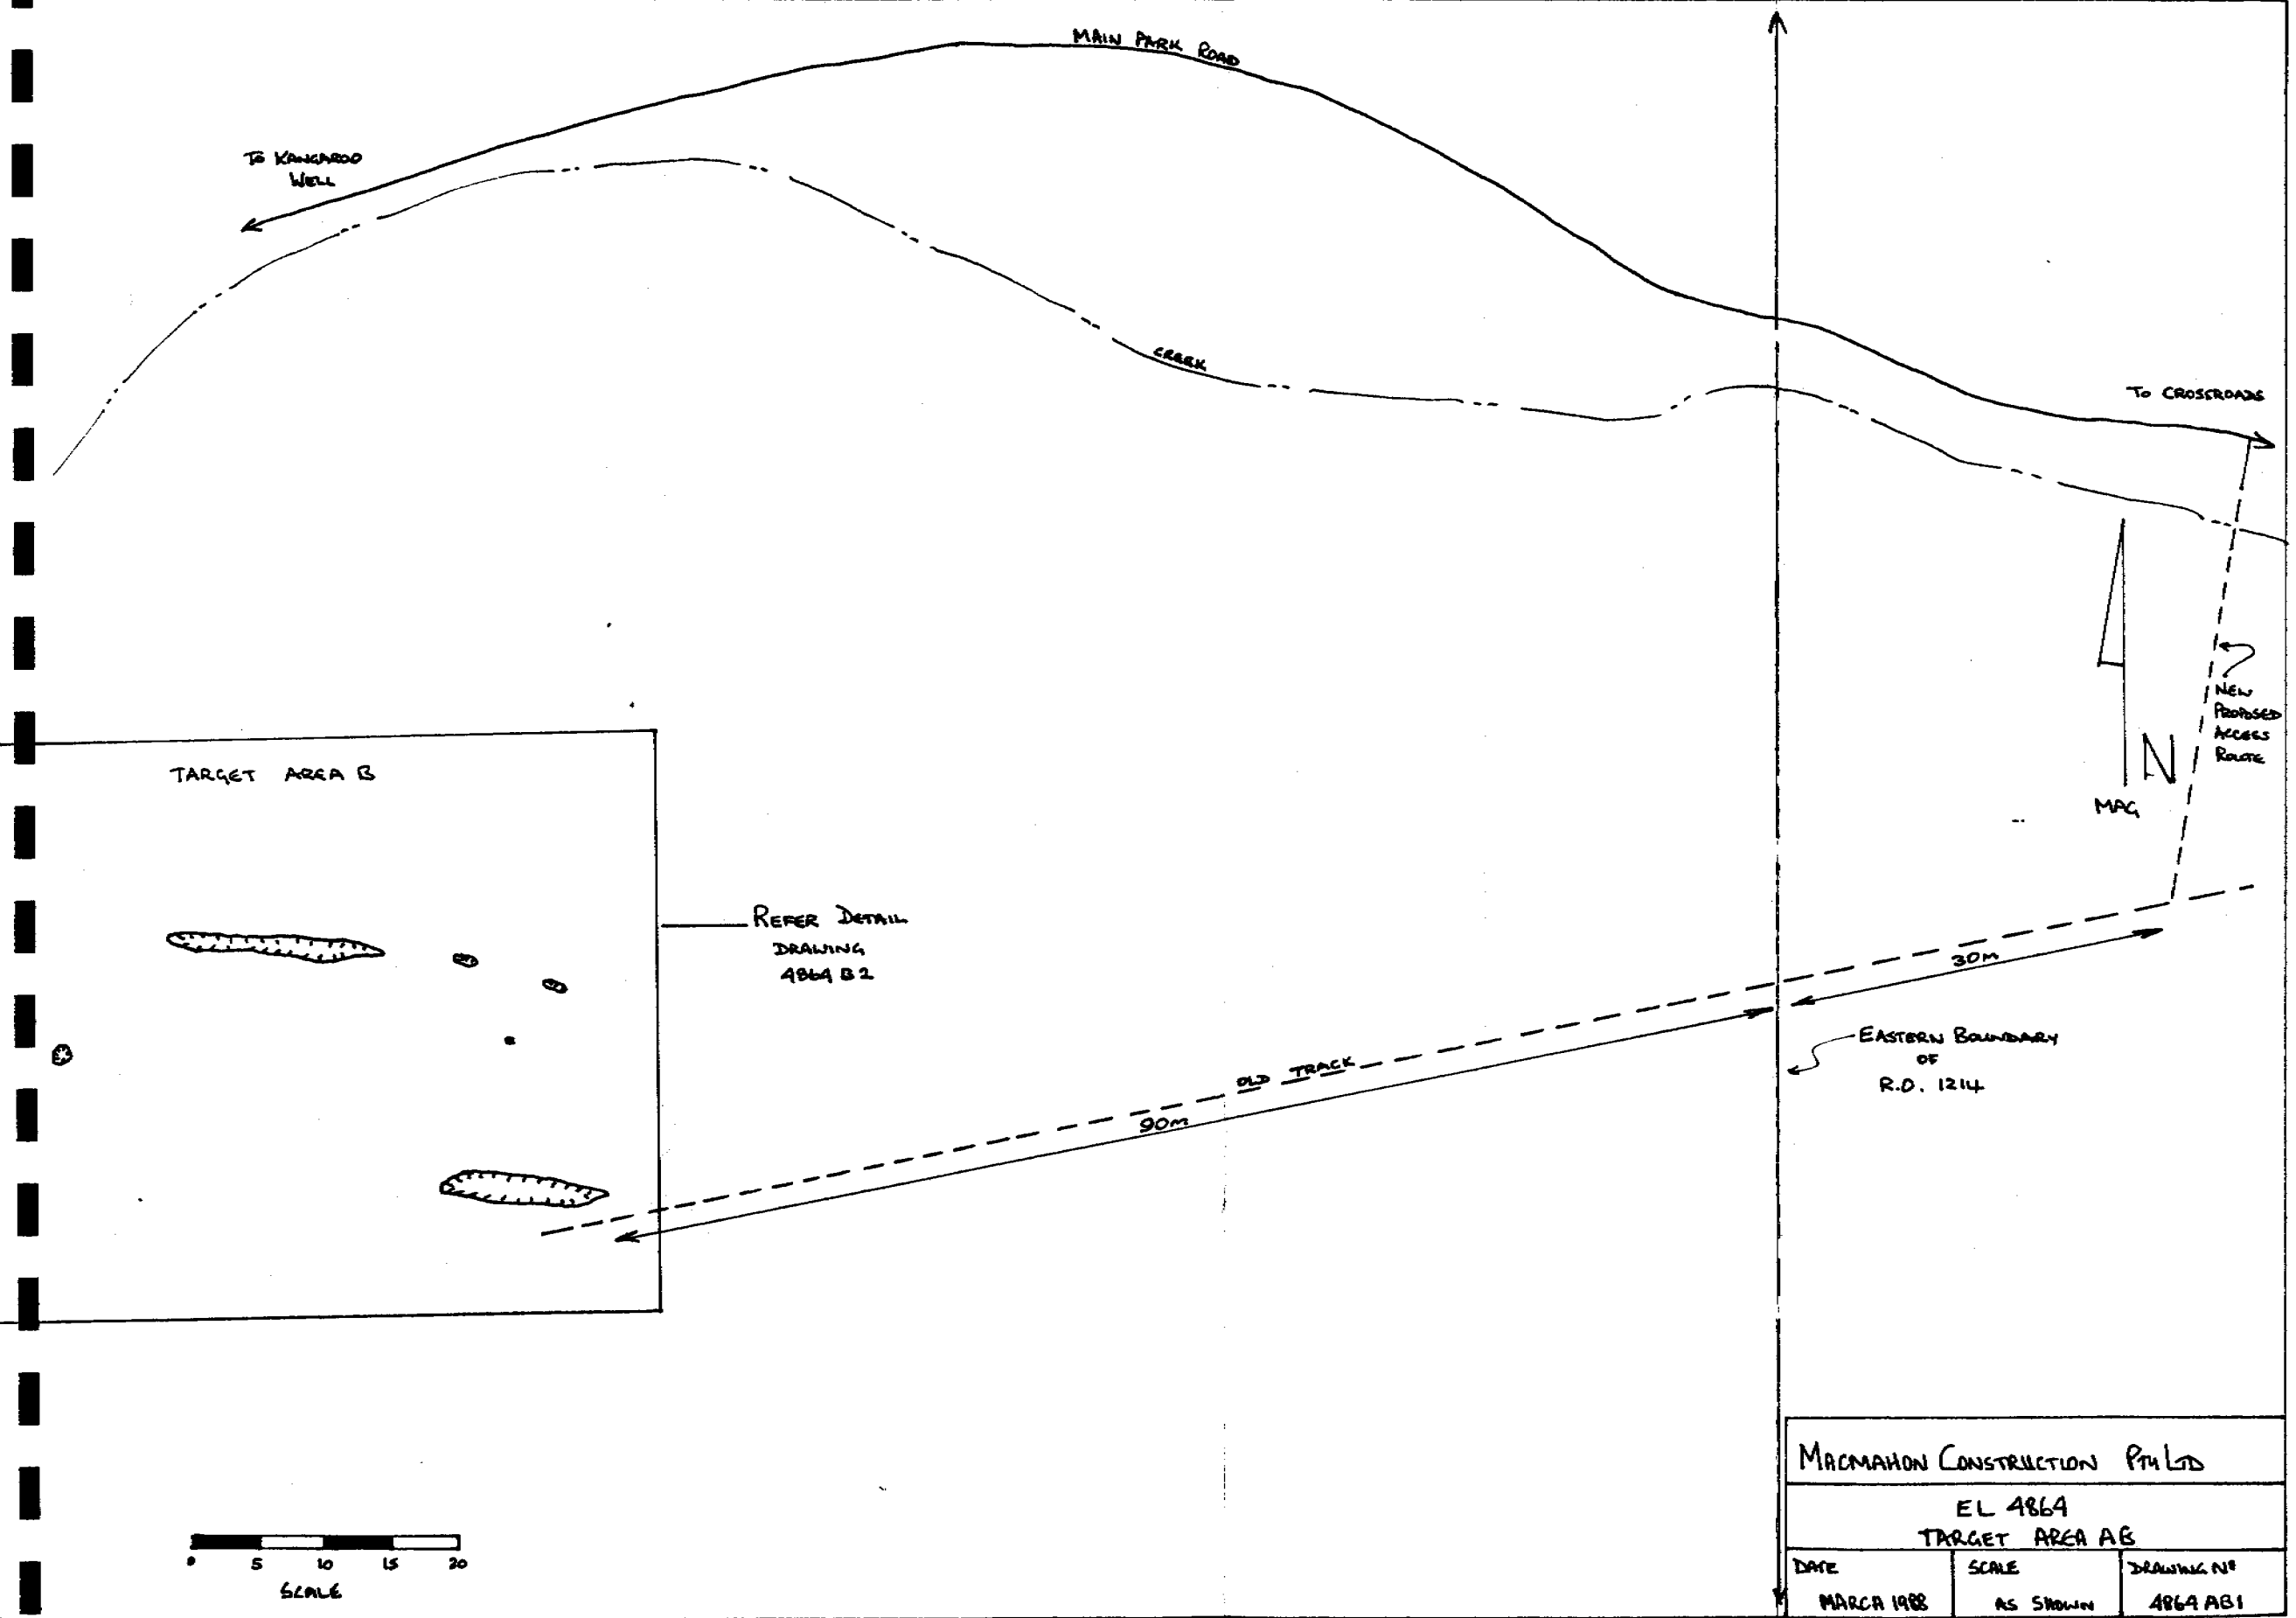 MAIN PARK ROAD
TO KANGAROO
WELL
CREEK
TO CROSSROADS
NEW
PROPOSED
ACCESS
ROUTE
N
MAG
TARGET AREA B
REFER DETAIL
DRAWING
4864 B2
30M
EASTERN BOUNDARY
OF
R.O. 1214
OLD TRACK
90M
0 5 10 15 20
SCALE
MACMAHON CONSTRUCTION PTY LTD
EL 4864
TARGET AREA AB
DATE
MARCH 1988
SCALE
AS SHOWN
DRAWING Nº
4864 AB1